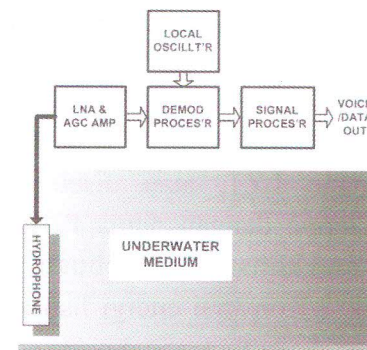 LOCAL
OSCILLT'R
LNA &
AGC AMP
DEMOD
PROCES'R
SIGNAL
PROCES'R
VOICE
/DATA
OUT
HYDROPHONE
UNDERWATER
MEDIUM